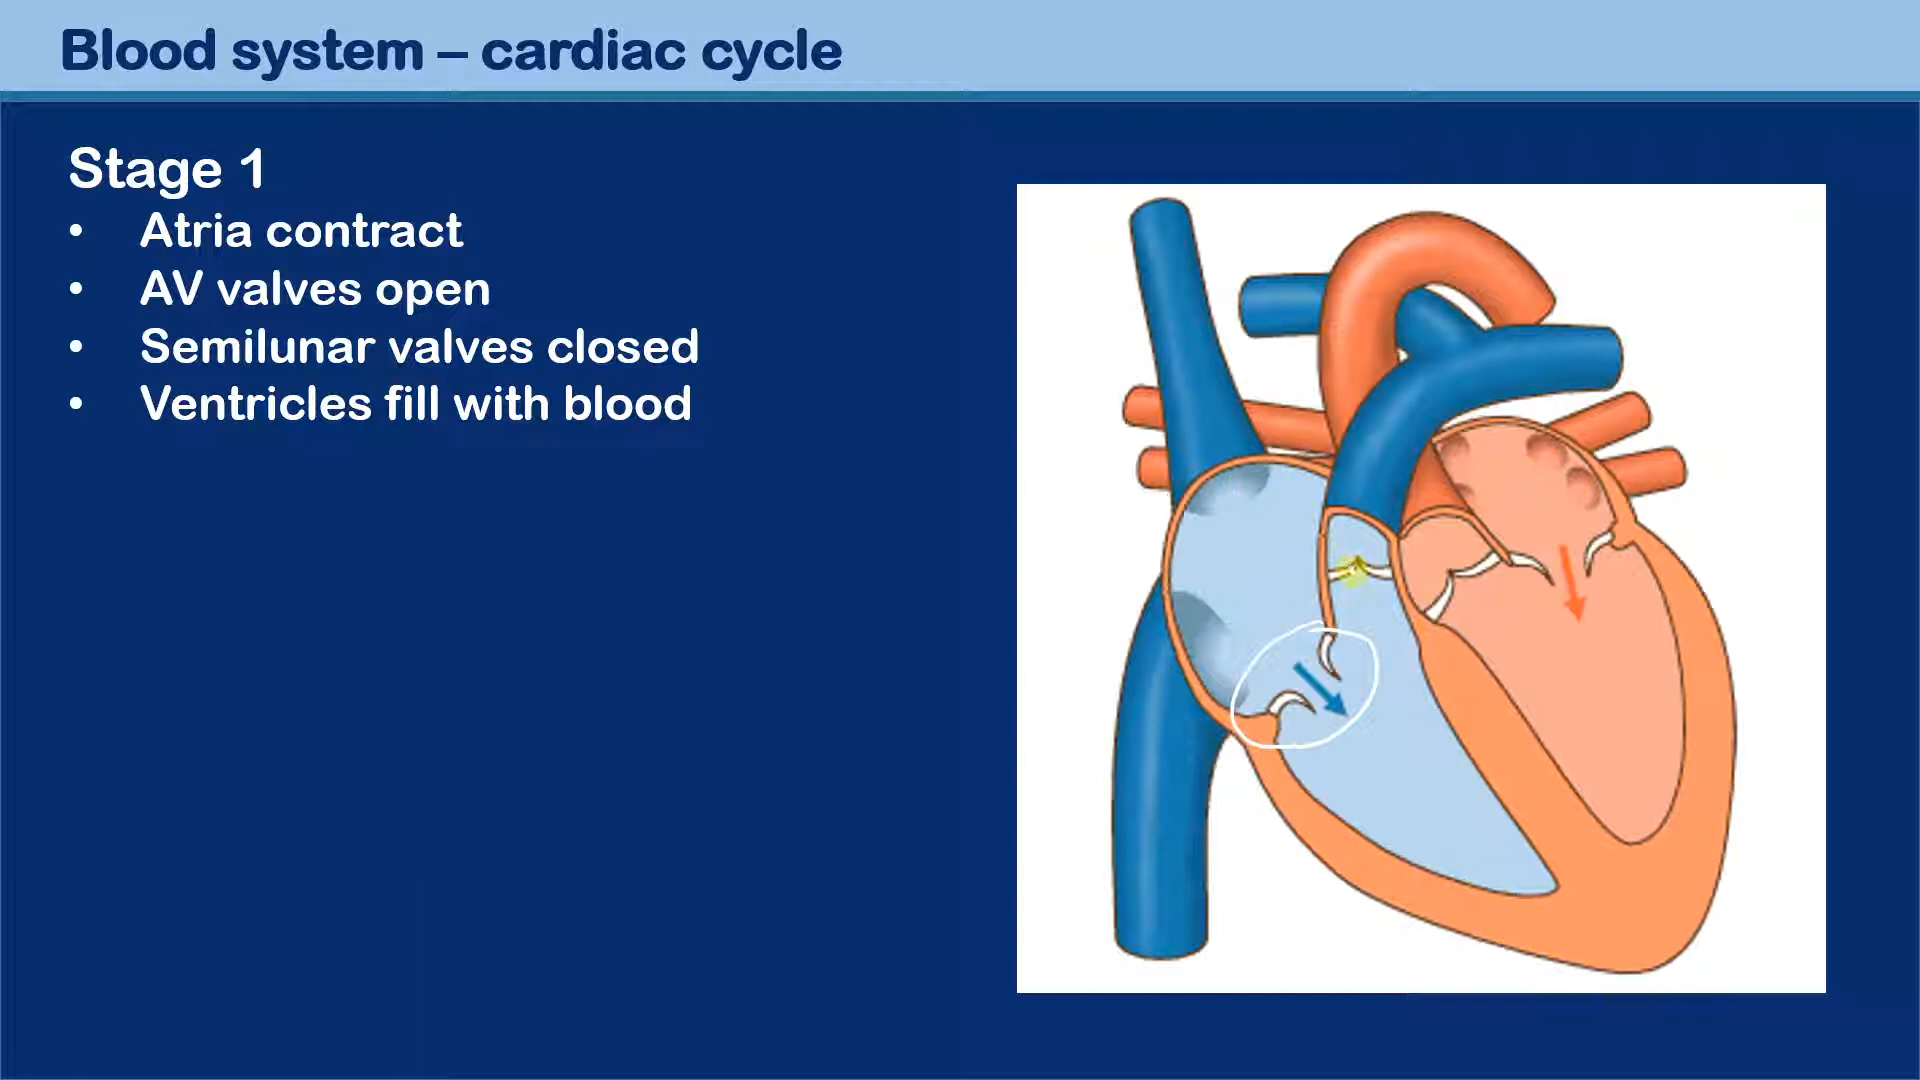 Blood system – cardiac cycle
Stage 1
• Atria contract
• AV valves open
• Semilunar valves closed
• Ventricles fill with blood